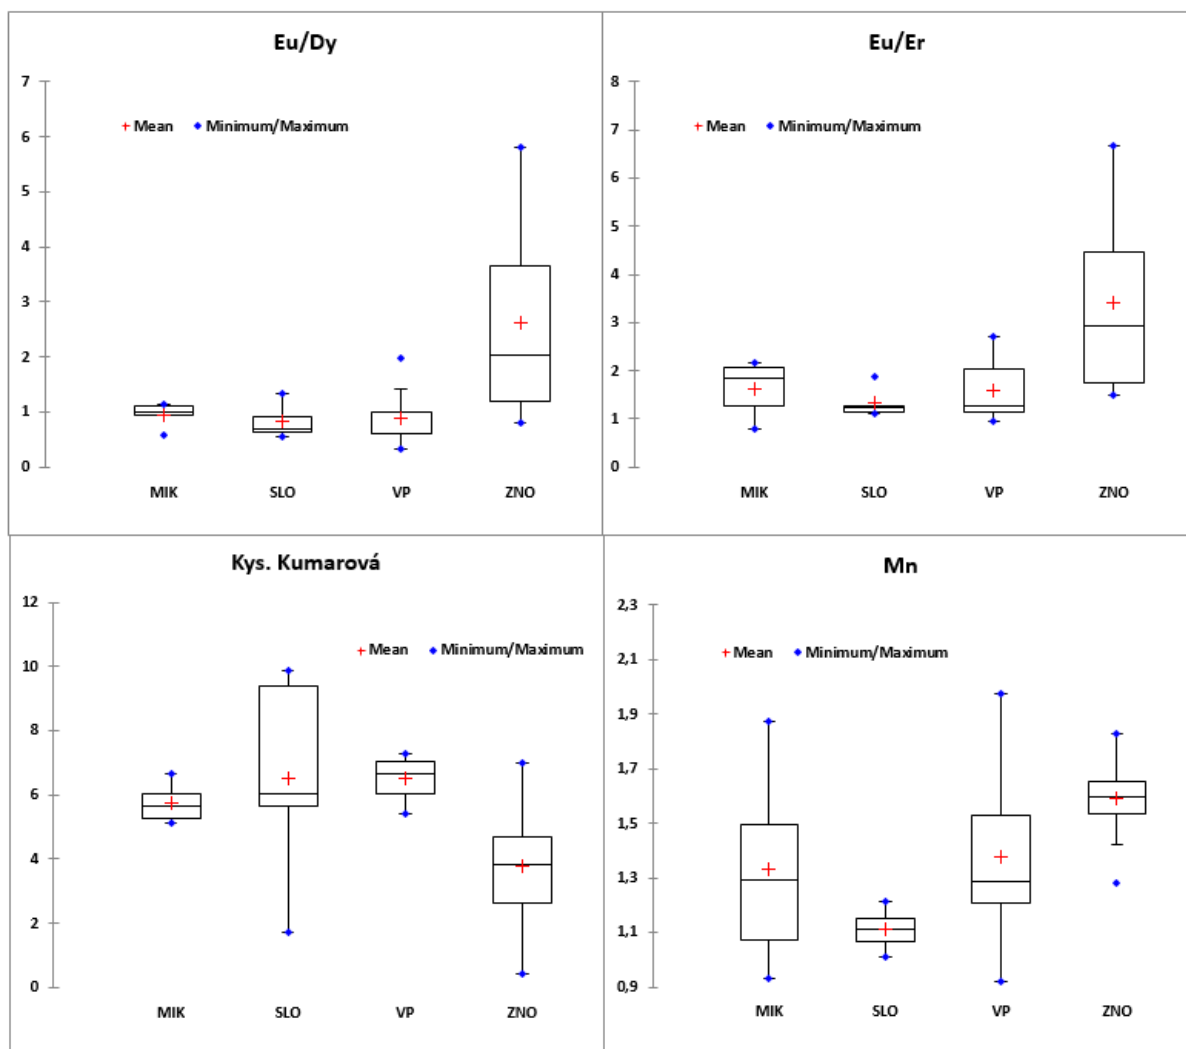 Eu/Dy
7
Mean Minimum/Maximum
6
5
4
3
2
1
0
MIK SLO VP ZNO
Eu/Er
8
7
Mean Minimum/Maximum
6
5
4
3
2
1
0
MIK SLO VP ZNO
Kys. Kumarová
12
Mean Minimum/Maximum
10
8
6
4
2
0
MIK SLO VP ZNO
Mn
2,3
2,1
Mean Minimum/Maximum
1,9
1,7
1,5
1,3
1,1
0,9
MIK SLO VP ZNO